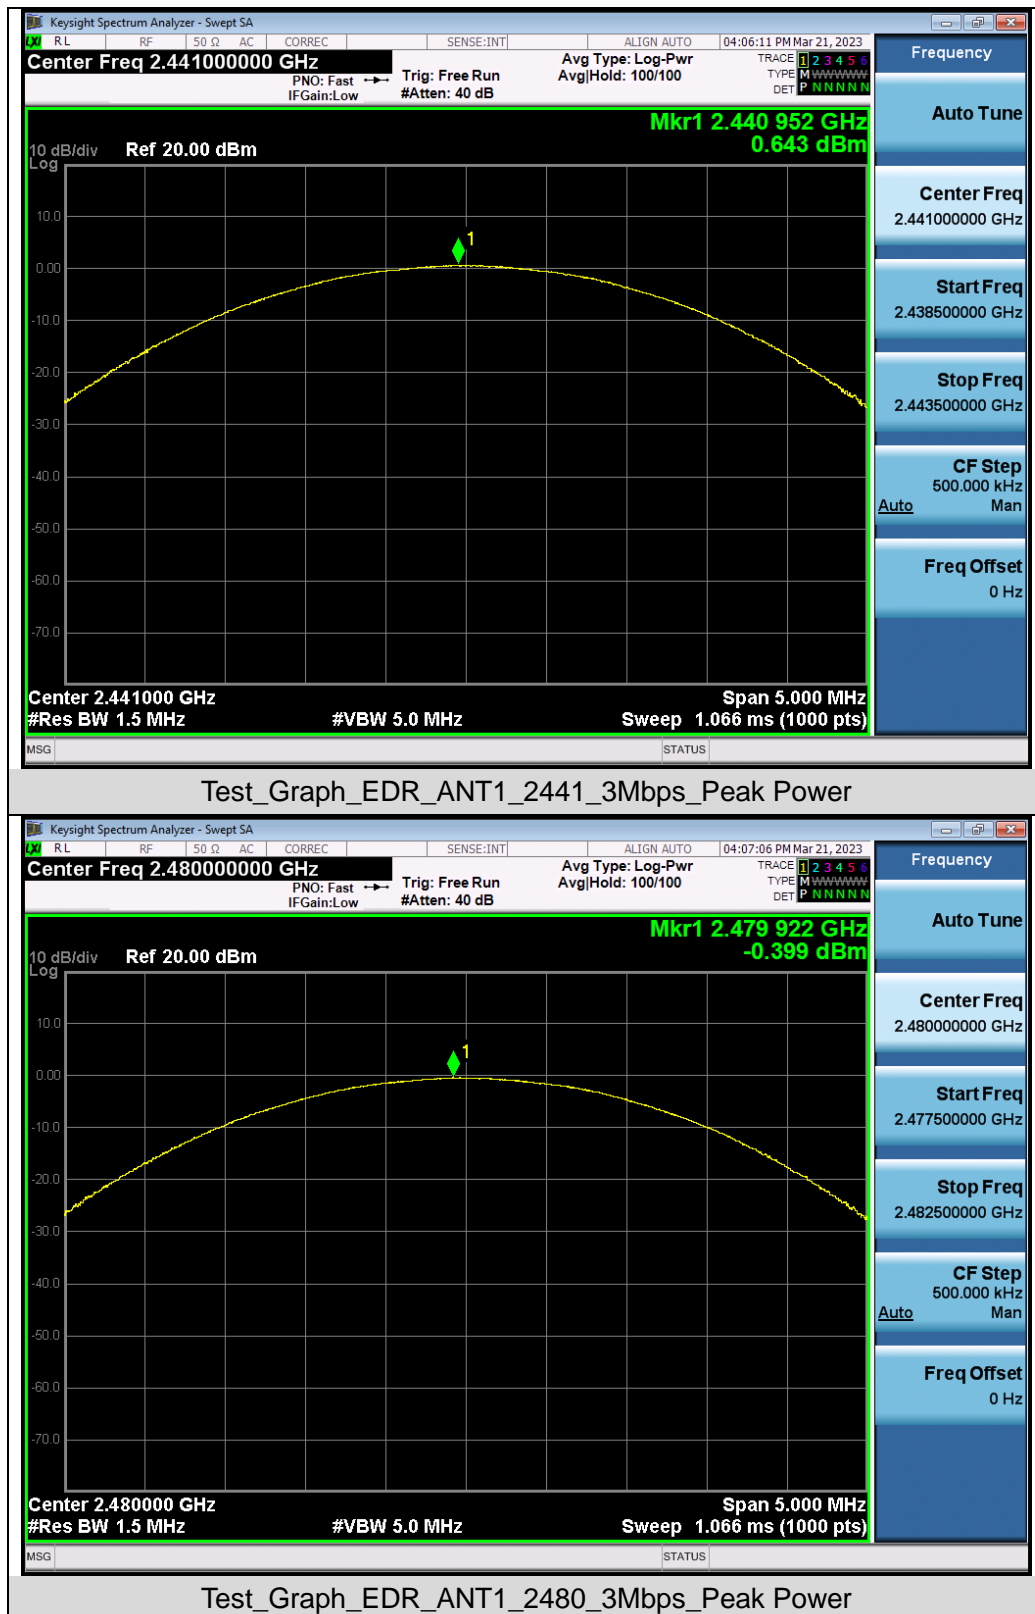 Keysight Spectrum Analyzer - Swept SA
LXI RL RF 50 Ω AC CORREC SENSE:INT ALIGN AUTO 04:06:11 PM Mar 21, 2023
Center Freq 2.441000000 GHz
PNO: Fast
IFGain:Low
Trig: Free Run
#Atten: 40 dB
Avg Type: Log-Pwr
Avg|Hold: 100/100
TRACE 1 2 3 4 5 6
TYPE M WWWWW
DET P N N N N N
Mkr1 2.440 952 GHz
0.643 dBm
10 dB/div Ref 20.00 dBm
Log
10.0
1
0.00
-10.0
-20.0
-30.0
-40.0
-50.0
-60.0
-70.0
Center 2.441000 GHz Span 5.000 MHz
#Res BW 1.5 MHz #VBW 5.0 MHz Sweep 1.066 ms (1000 pts)
MSG STATUS
Frequency
Auto Tune
Center Freq
2.441000000 GHz
Start Freq
2.438500000 GHz
Stop Freq
2.443500000 GHz
CF Step
500.000 kHz
Auto Man
Freq Offset
0 Hz
Test_Graph_EDR_ANT1_2441_3Mbps_Peak Power
Keysight Spectrum Analyzer - Swept SA
LXI RL RF 50 Ω AC CORREC SENSE:INT ALIGN AUTO 04:07:06 PM Mar 21, 2023
Center Freq 2.480000000 GHz
PNO: Fast
IFGain:Low
Trig: Free Run
#Atten: 40 dB
Avg Type: Log-Pwr
Avg|Hold: 100/100
TRACE 1 2 3 4 5 6
TYPE M WWWWW
DET P N N N N N
Mkr1 2.479 922 GHz
-0.399 dBm
10 dB/div Ref 20.00 dBm
Log
10.0
1
0.00
-10.0
-20.0
-30.0
-40.0
-50.0
-60.0
-70.0
Center 2.480000 GHz Span 5.000 MHz
#Res BW 1.5 MHz #VBW 5.0 MHz Sweep 1.066 ms (1000 pts)
MSG STATUS
Frequency
Auto Tune
Center Freq
2.480000000 GHz
Start Freq
2.477500000 GHz
Stop Freq
2.482500000 GHz
CF Step
500.000 kHz
Auto Man
Freq Offset
0 Hz
Test_Graph_EDR_ANT1_2480_3Mbps_Peak Power